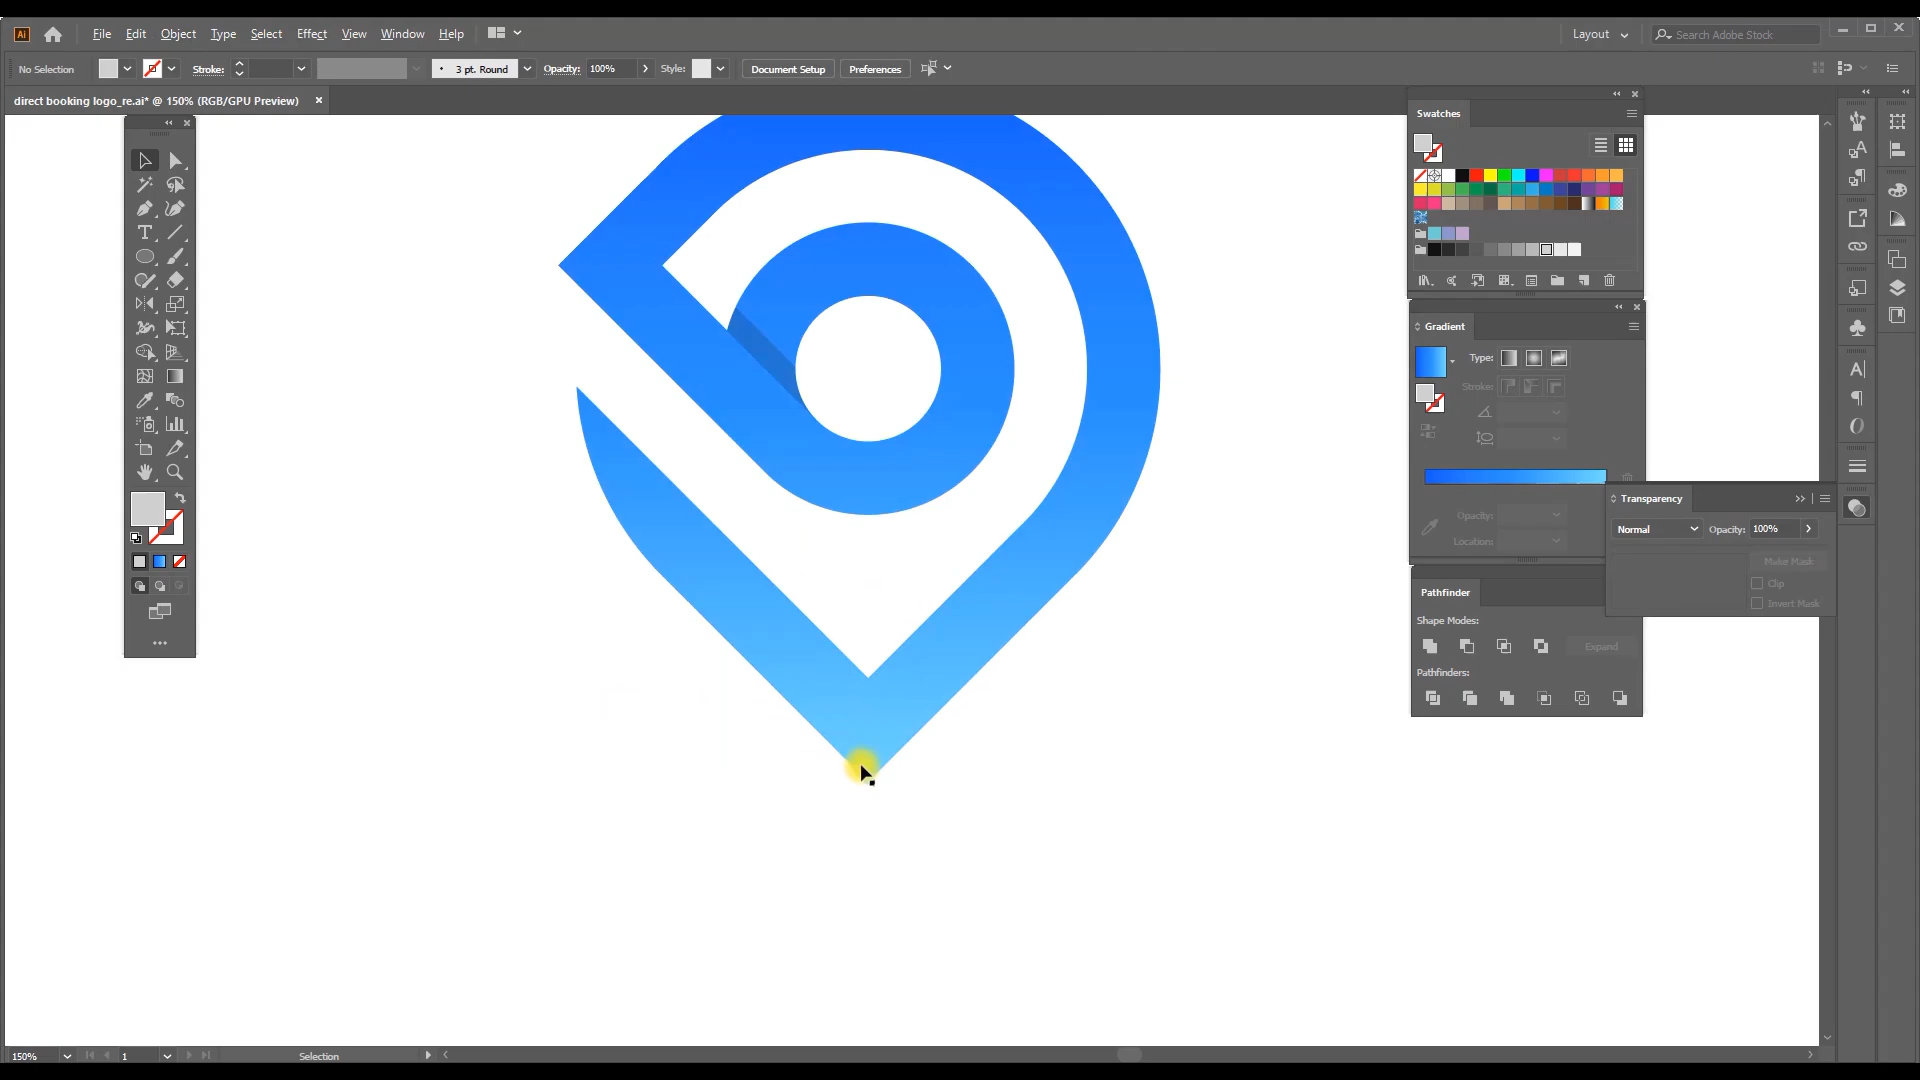 Ai File Edit Object Type Select Effect View Window Help Layout Search Adobe Stock
No Selection Stroke: 3 pt. Round Opacity: 100% Style: Document Setup Preferences
direct booking logo_re.ai* @ 150% (RGB/GPU Preview)
Swatches
Gradient
Type:
Stroke:
Opacity:
Location:
Transparency
Normal Opacity: 100%
Make Mask
Clip
Invert Mask
Pathfinder
Shape Modes:
Expand
Pathfinders:
150% 1 Selection